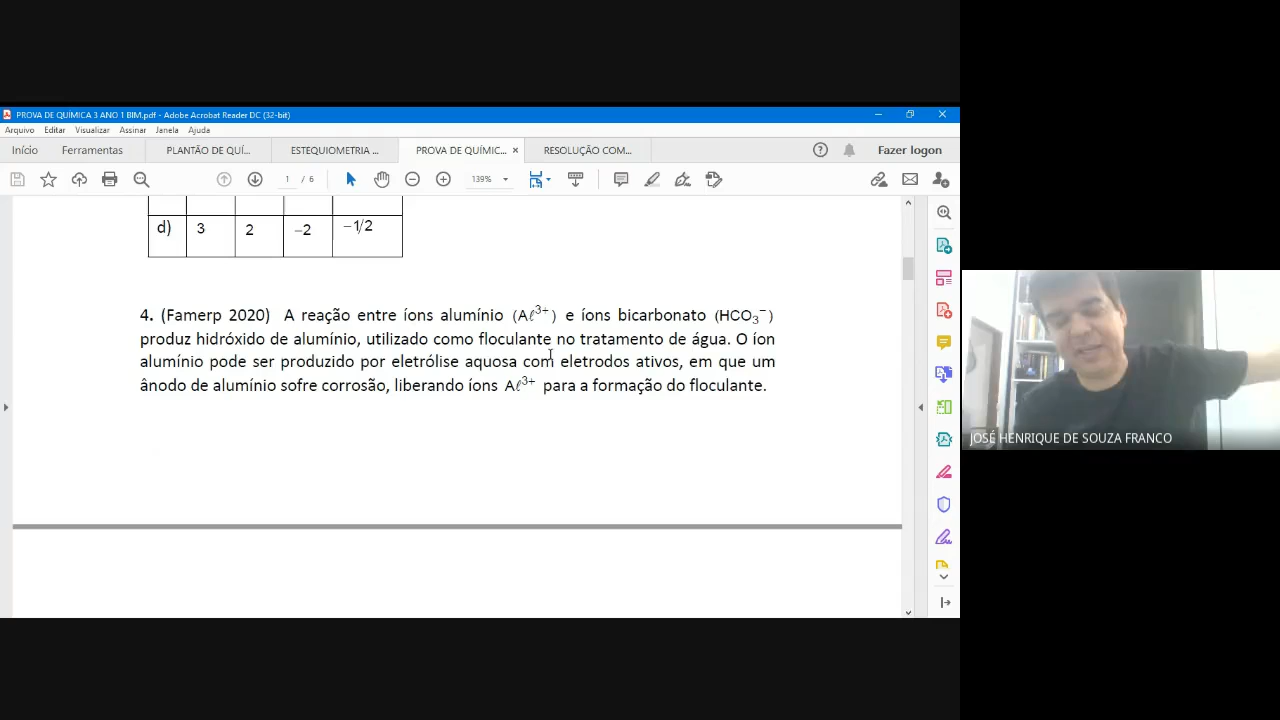 PROVA DE QUÍMICA 3 ANO 1 BIM.pdf - Adobe Acrobat Reader DC (32-bit)
Arquivo Editar Visualizar Assinar Janela Ajuda
Início Ferramentas PLANTÃO DE QUÍ... ESTEQUIOMETRIA ... PROVA DE QUÍMIC... × RESOLUÇÃO COM... Fazer logon
1 / 6 139%
d) 3 2 −2 −1/2
4. (Famerp 2020) A reação entre íons alumínio (Aℓ³⁺) e íons bicarbonato (HCO₃⁻)
produz hidróxido de alumínio, utilizado como floculante no tratamento de água. O íon
alumínio pode ser produzido por eletrólise aquosa com eletrodos ativos, em que um
ânodo de alumínio sofre corrosão, liberando íons Aℓ³⁺ para a formação do floculante.
JOSÉ HENRIQUE DE SOUZA FRANCO